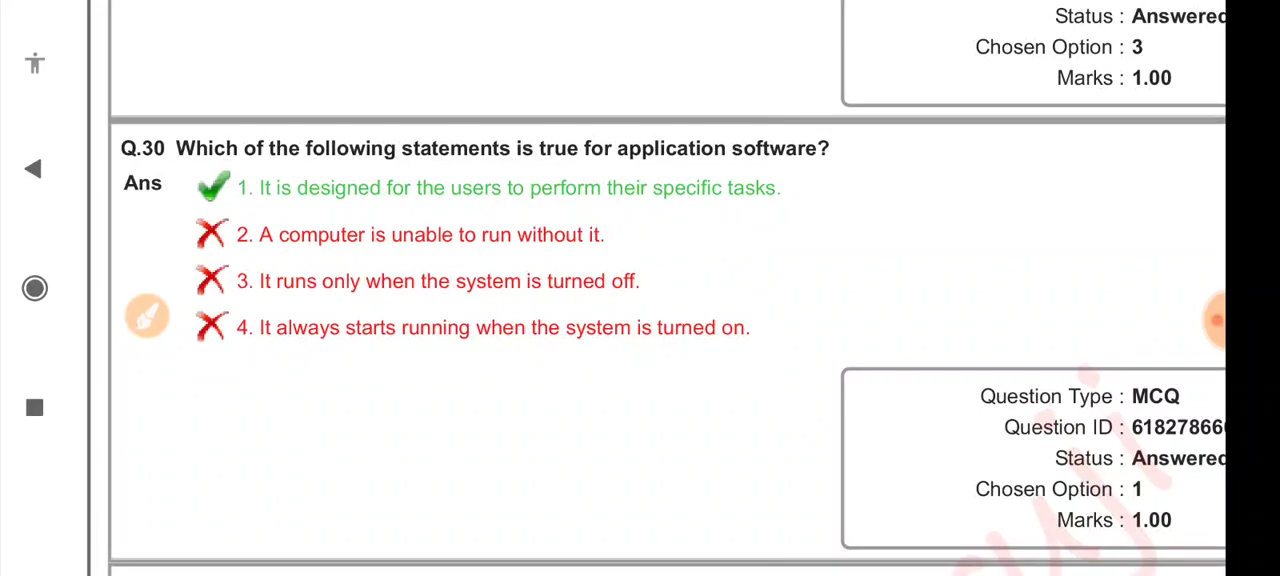 Status : Answered
Chosen Option : 3
Marks : 1.00
Q.30 Which of the following statements is true for application software?
Ans 1. It is designed for the users to perform their specific tasks.
2. A computer is unable to run without it.
3. It runs only when the system is turned off.
4. It always starts running when the system is turned on.
Question Type : MCQ
Question ID : 61827866
Status : Answered
Chosen Option : 1
Marks : 1.00